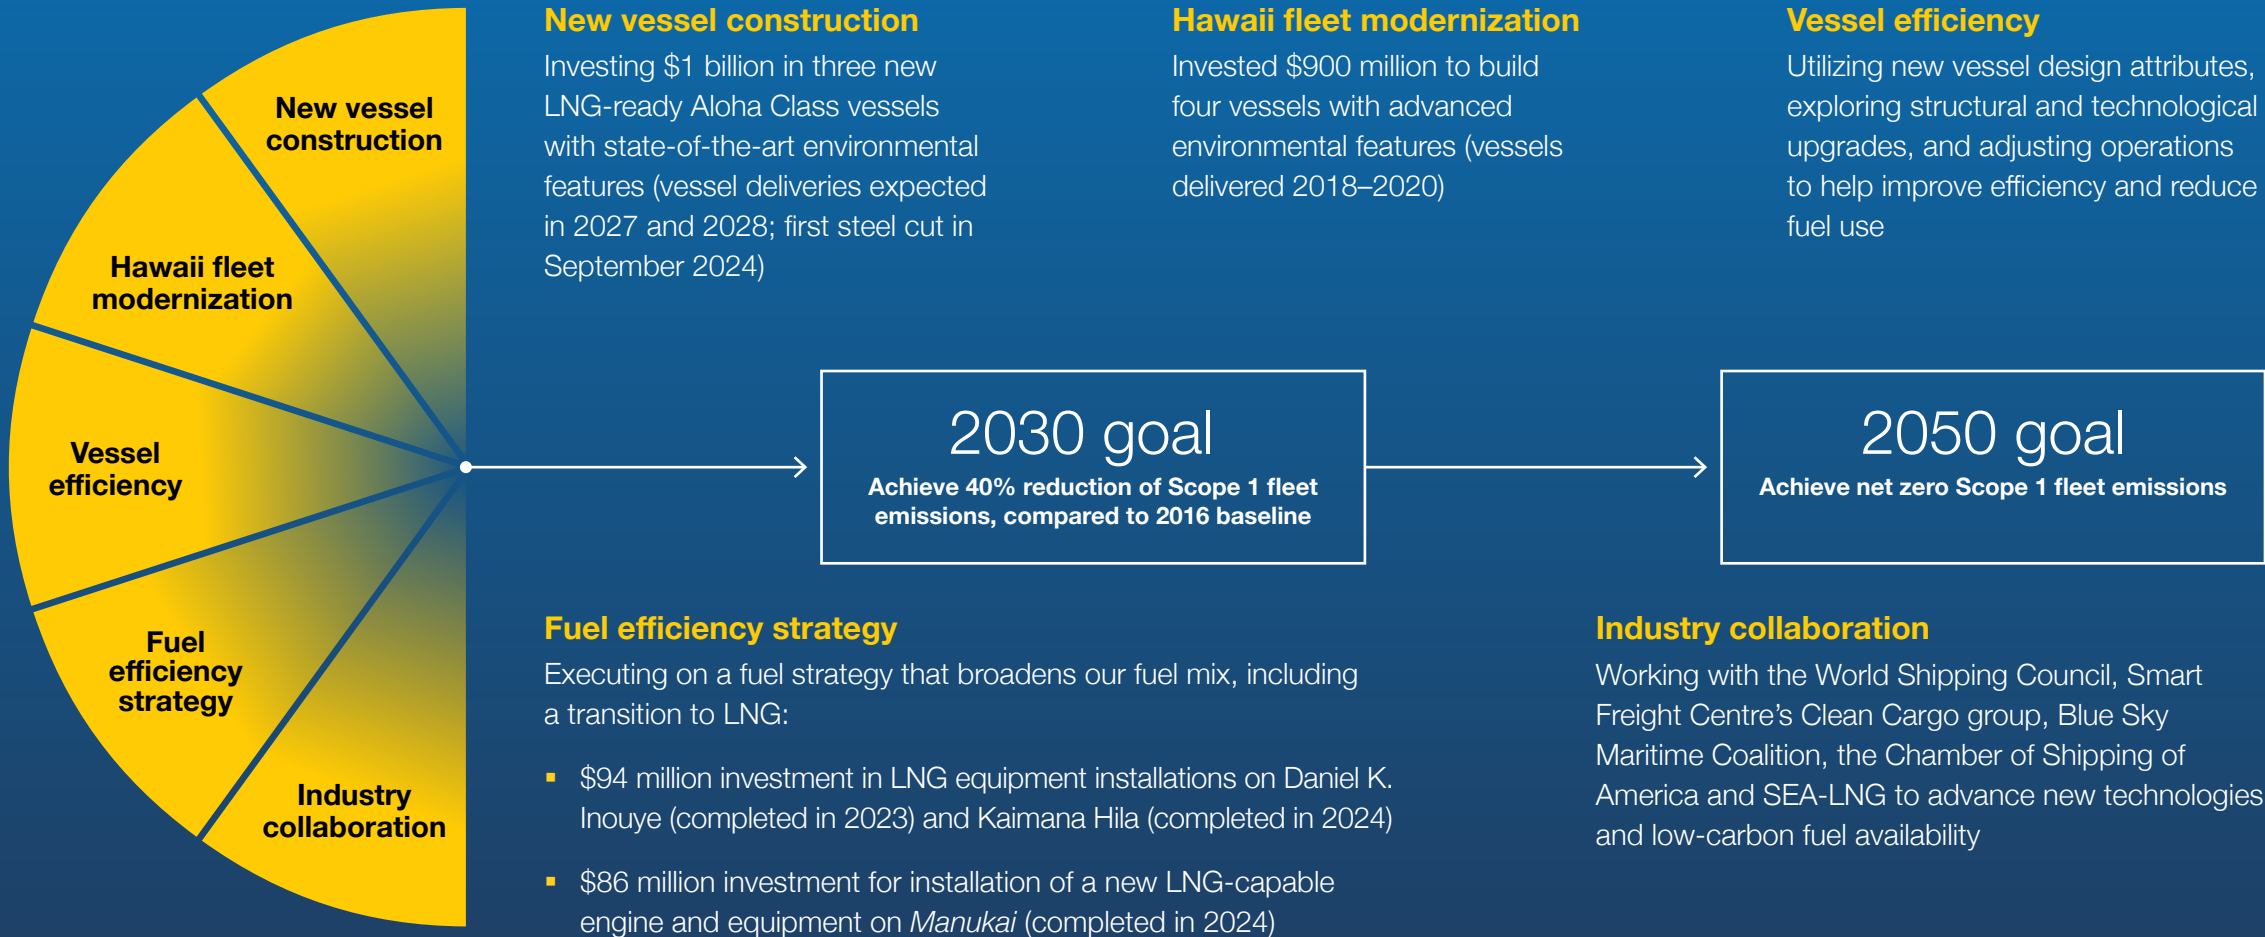 New vessel
construction
Hawaii fleet
modernization
Vessel
efficiency
Fuel
efficiency
strategy
Industry
collaboration
New vessel construction
Investing $1 billion in three new
LNG-ready Aloha Class vessels
with state-of-the-art environmental
features (vessel deliveries expected
in 2027 and 2028; first steel cut in
September 2024)
Hawaii fleet modernization
Invested $900 million to build
four vessels with advanced
environmental features (vessels
delivered 2018–2020)
Vessel efficiency
Utilizing new vessel design attributes,
exploring structural and technological
upgrades, and adjusting operations
to help improve efficiency and reduce
fuel use
2030 goal
Achieve 40% reduction of Scope 1 fleet
emissions, compared to 2016 baseline
2050 goal
Achieve net zero Scope 1 fleet emissions
Fuel efficiency strategy
Executing on a fuel strategy that broadens our fuel mix, including
a transition to LNG:
▪ $94 million investment in LNG equipment installations on Daniel K.
Inouye (completed in 2023) and Kaimana Hila (completed in 2024)
▪ $86 million investment for installation of a new LNG-capable
engine and equipment on Manukai (completed in 2024)
Industry collaboration
Working with the World Shipping Council, Smart
Freight Centre’s Clean Cargo group, Blue Sky
Maritime Coalition, the Chamber of Shipping of
America and SEA-LNG to advance new technologies
and low-carbon fuel availability